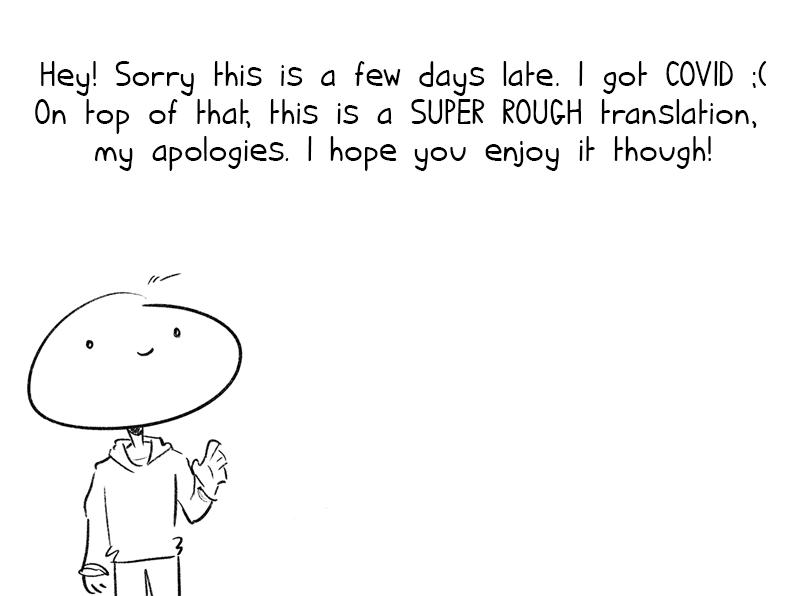 Hey! Sorry this is a few days late. I got COVID ;(
On top of that, this is a SUPER ROUGH translation,
my apologies. I hope you enjoy it though!